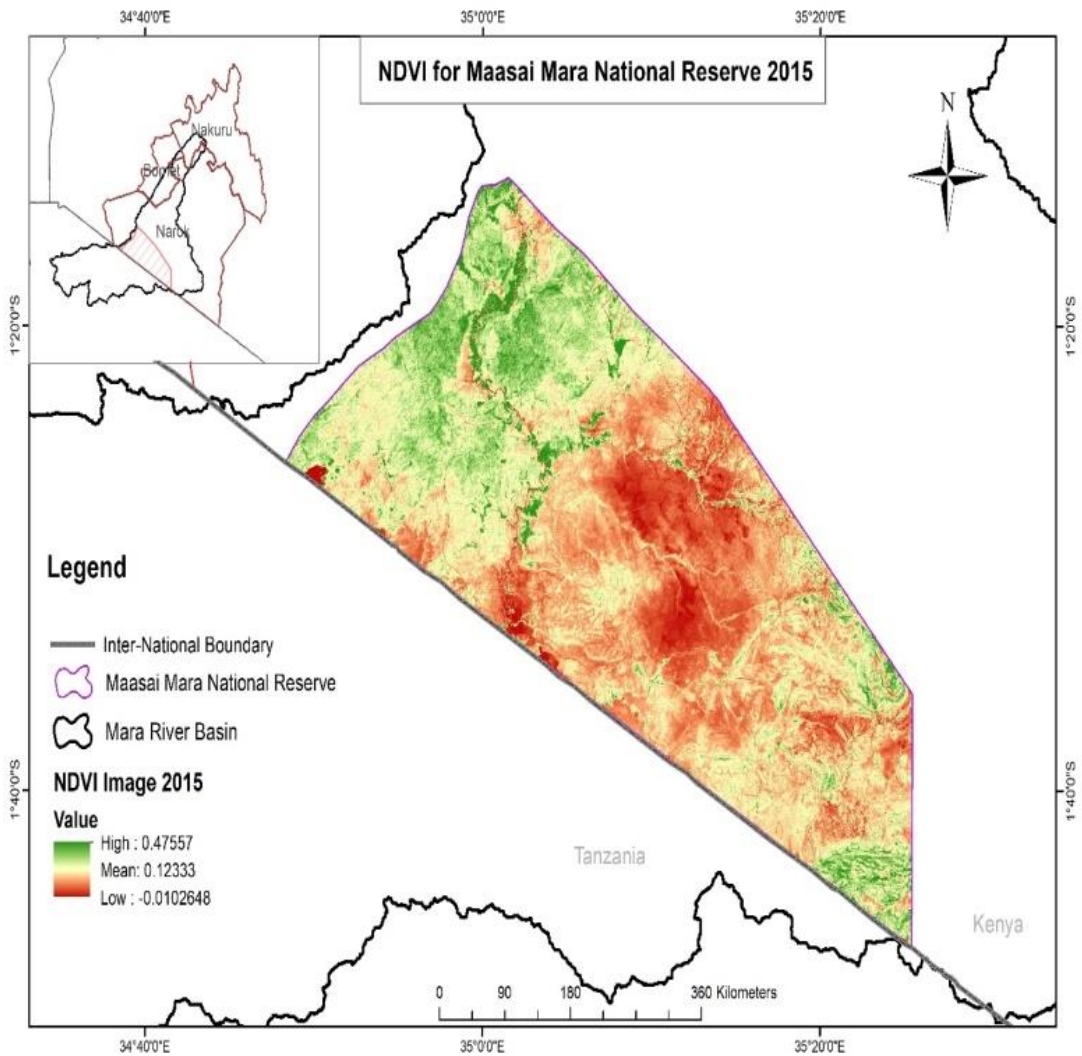 34°40'0"E
35°0'0"E
35°20'0"E
NDVI for Maasai Mara National Reserve 2015
N
Nakuru
Bomet
Narok
1°20'0"S
1°20'0"S
Legend
Inter-National Boundary
Maasai Mara National Reserve
Mara River Basin
NDVI Image 2015
Value
High : 0.47557
Mean: 0.12333
Low : -0.0102648
1°40'0"S
1°40'0"S
Tanzania
Kenya
0 90 180 360 Kilometers
34°40'0"E
35°0'0"E
35°20'0"E